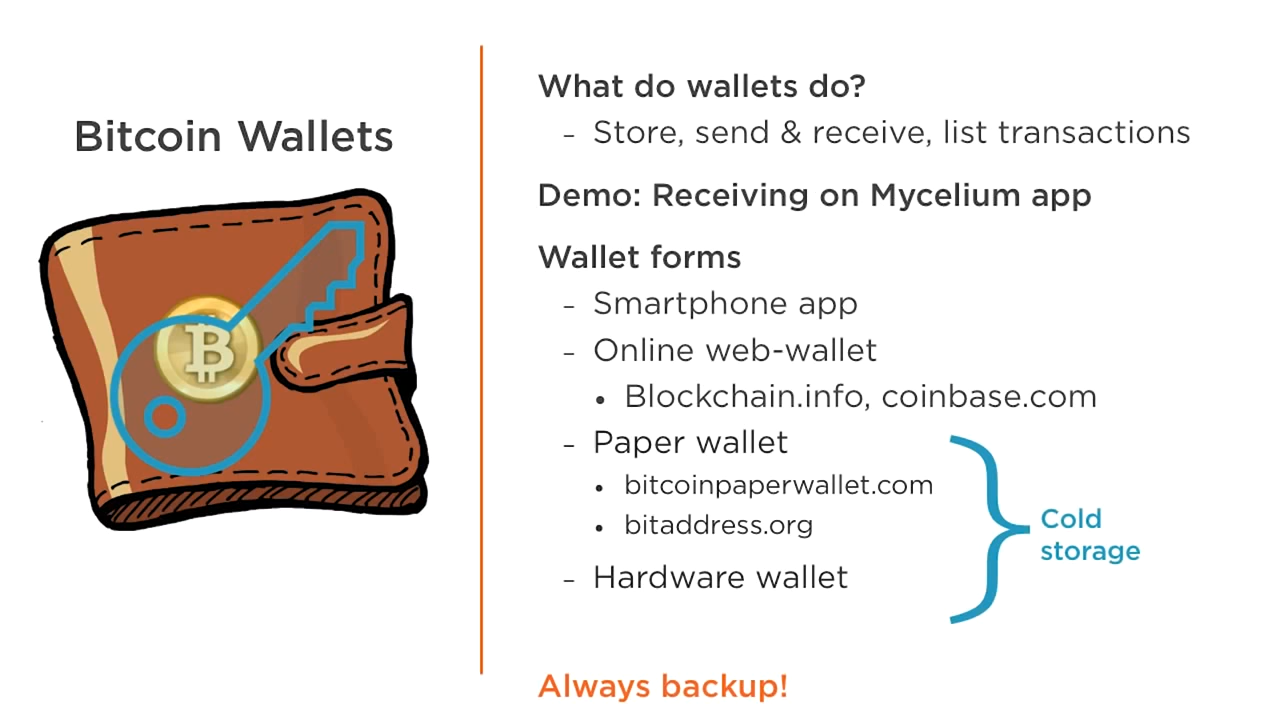 Bitcoin Wallets
What do wallets do?
– Store, send & receive, list transactions
Demo: Receiving on Mycelium app
Wallet forms
– Smartphone app
– Online web-wallet
• Blockchain.info, coinbase.com
– Paper wallet
• bitcoinpaperwallet.com
• bitaddress.org
– Hardware wallet
Cold
storage
Always backup!